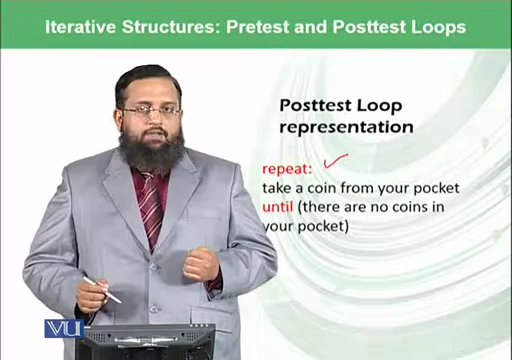 Iterative Structures: Pretest and Posttest Loops
Posttest Loop
representation
repeat:
take a coin from your pocket
until (there are no coins in
your pocket)
VU